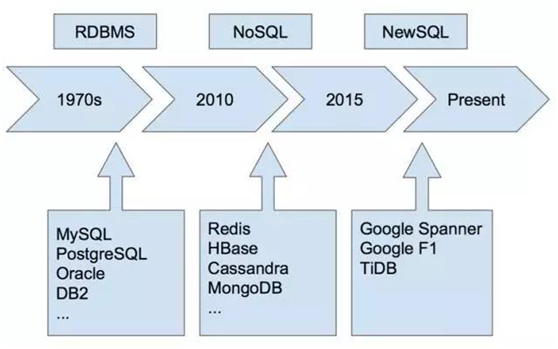 RDBMS
NoSQL
NewSQL
1970s
2010
2015
Present
MySQL
PostgreSQL
Oracle
DB2
...
Redis
HBase
Cassandra
MongoDB
...
Google Spanner
Google F1
TiDB